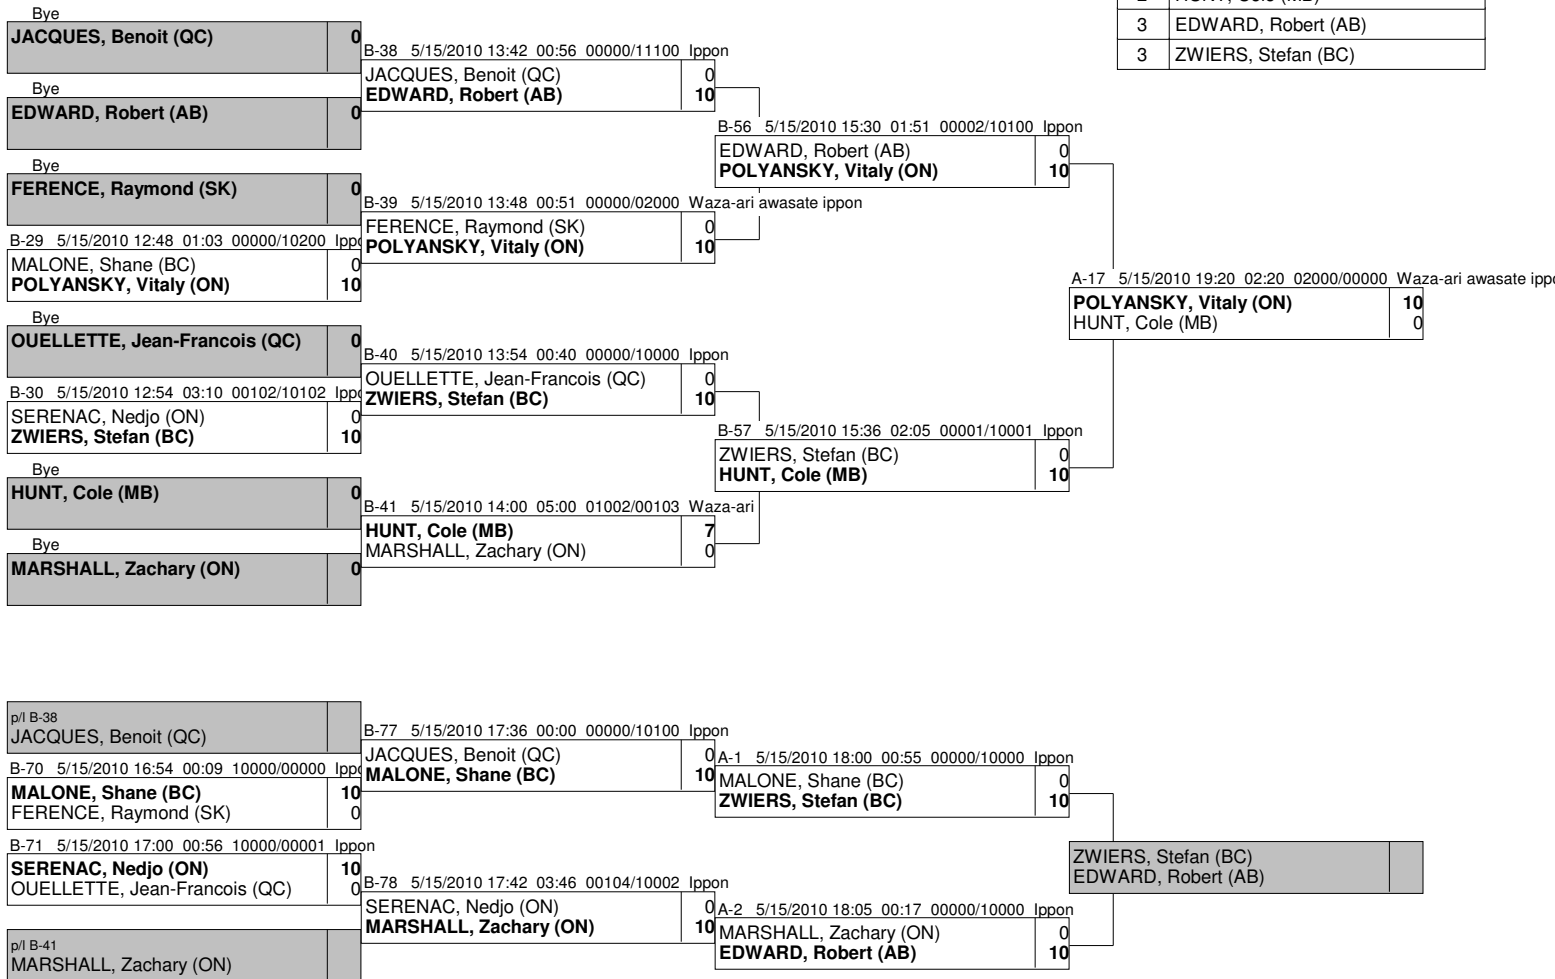 Bye
JACQUES, Benoit (QC) 0
Bye
EDWARD, Robert (AB) 0
Bye
FERENCE, Raymond (SK) 0
B-29 5/15/2010 12:48 01:03 00000/10200 Ippo
MALONE, Shane (BC) 0
POLYANSKY, Vitaly (ON) 10
Bye
OUELLETTE, Jean-Francois (QC) 0
B-30 5/15/2010 12:54 03:10 00102/10102 Ippo
SERENAC, Nedjo (ON) 0
ZWIERS, Stefan (BC) 10
Bye
HUNT, Cole (MB) 0
Bye
MARSHALL, Zachary (ON) 0
B-38 5/15/2010 13:42 00:56 00000/11100 Ippon
JACQUES, Benoit (QC) 0
EDWARD, Robert (AB) 10
B-39 5/15/2010 13:48 00:51 00000/02000 Waza-ari awasate ippon
FERENCE, Raymond (SK) 0
POLYANSKY, Vitaly (ON) 10
B-40 5/15/2010 13:54 00:40 00000/10000 Ippon
OUELLETTE, Jean-Francois (QC) 0
ZWIERS, Stefan (BC) 10
B-41 5/15/2010 14:00 05:00 01002/00103 Waza-ari
HUNT, Cole (MB) 7
MARSHALL, Zachary (ON) 0
B-56 5/15/2010 15:30 01:51 00002/10100 Ippon
EDWARD, Robert (AB) 0
POLYANSKY, Vitaly (ON) 10
B-57 5/15/2010 15:36 02:05 00001/10001 Ippon
ZWIERS, Stefan (BC) 0
HUNT, Cole (MB) 10
3 EDWARD, Robert (AB)
3 ZWIERS, Stefan (BC)
A-17 5/15/2010 19:20 02:20 02000/00000 Waza-ari awasate ippo
POLYANSKY, Vitaly (ON) 10
HUNT, Cole (MB) 0
p/l B-38
JACQUES, Benoit (QC)
B-70 5/15/2010 16:54 00:09 10000/00000 Ippo
MALONE, Shane (BC) 10
FERENCE, Raymond (SK) 0
B-71 5/15/2010 17:00 00:56 10000/00001 Ippon
SERENAC, Nedjo (ON) 10
OUELLETTE, Jean-Francois (QC) 0
p/l B-41
MARSHALL, Zachary (ON)
B-77 5/15/2010 17:36 00:00 00000/10100 Ippon
JACQUES, Benoit (QC) 0
MALONE, Shane (BC) 10
B-78 5/15/2010 17:42 03:46 00104/10002 Ippon
SERENAC, Nedjo (ON) 0
MARSHALL, Zachary (ON) 10
A-1 5/15/2010 18:00 00:55 00000/10000 Ippon
MALONE, Shane (BC) 0
ZWIERS, Stefan (BC) 10
A-2 5/15/2010 18:05 00:17 00000/10000 Ippon
MARSHALL, Zachary (ON) 0
EDWARD, Robert (AB) 10
ZWIERS, Stefan (BC)
EDWARD, Robert (AB)